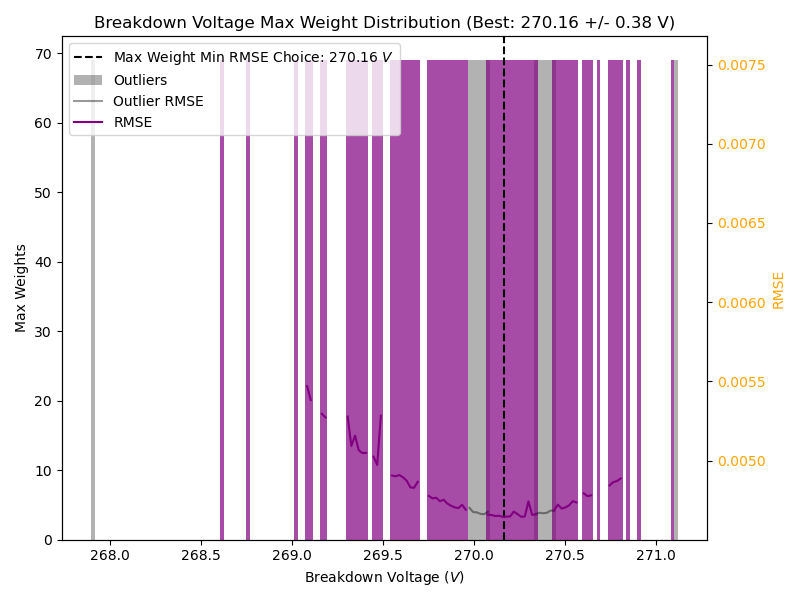 Breakdown Voltage Max Weight Distribution (Best: 270.16 +/- 0.38 V)
Max Weight Min RMSE Choice: 270.16 V
Outliers
Outlier RMSE
RMSE
70
60
50
40
30
20
10
0
Max Weights
0.0075
0.0070
0.0065
0.0060
0.0055
0.0050
RMSE
268.0 268.5 269.0 269.5 270.0 270.5 271.0
Breakdown Voltage (V)